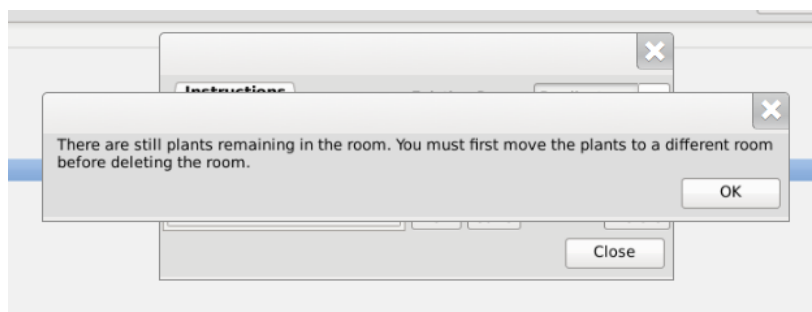 Instructions
There are still plants remaining in the room. You must first move the plants to a different room
before deleting the room.
OK
Close